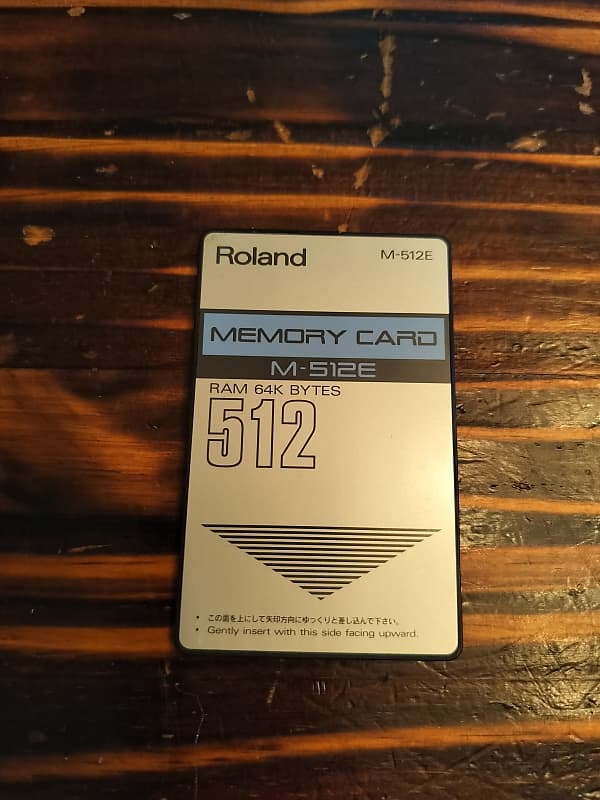 Roland M-512E
MEMORY CARD
M-512E
RAM 64K BYTES
512
• この面を上にして矢印方向にゆっくりと差し込んで下さい。
• Gently insert with this side facing upward.